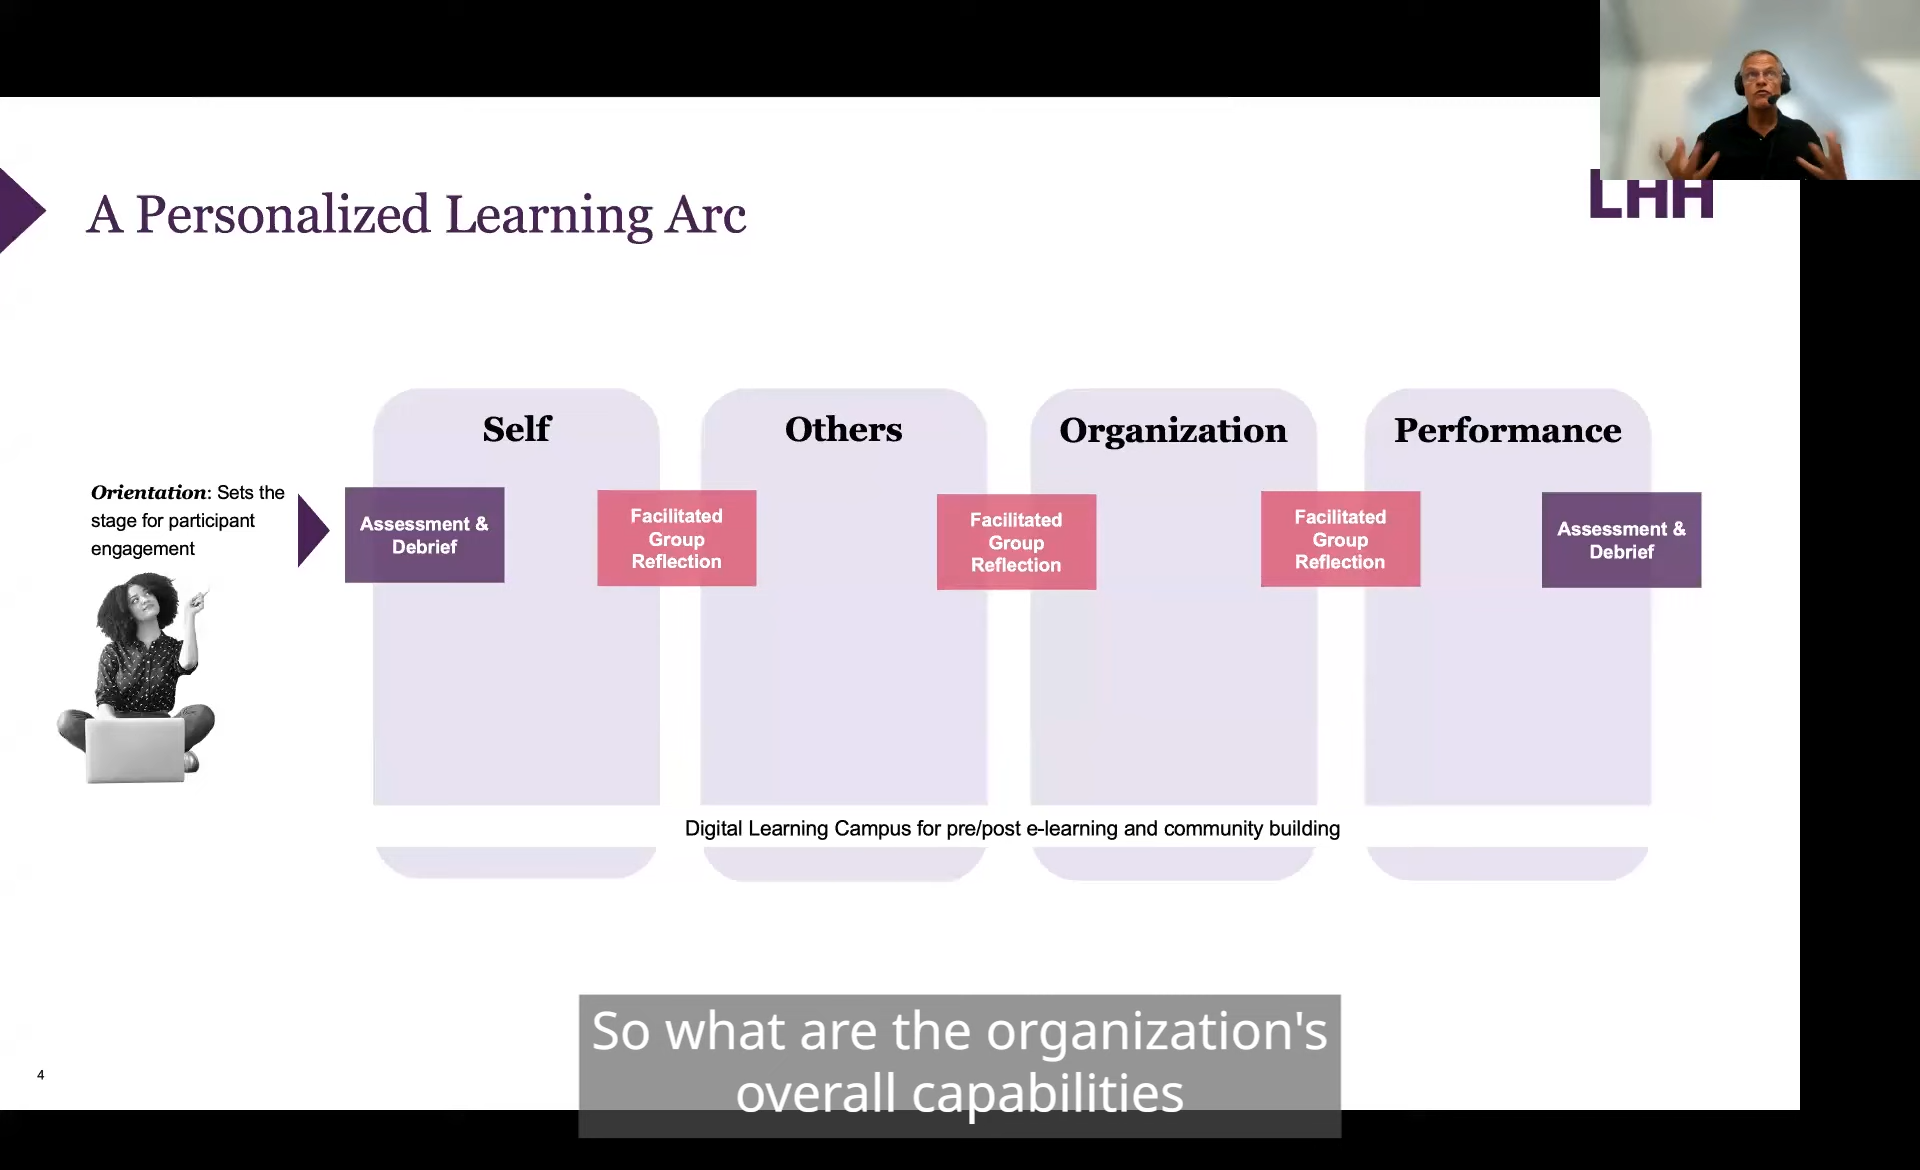 LHH
A Personalized Learning Arc
Self
Others
Organization
Performance
Orientation: Sets the
stage for participant
engagement
Assessment &
Debrief
Facilitated
Group
Reflection
Facilitated
Group
Reflection
Facilitated
Group
Reflection
Assessment &
Debrief
Digital Learning Campus for pre/post e-learning and community building
So what are the organization's
overall capabilities
4